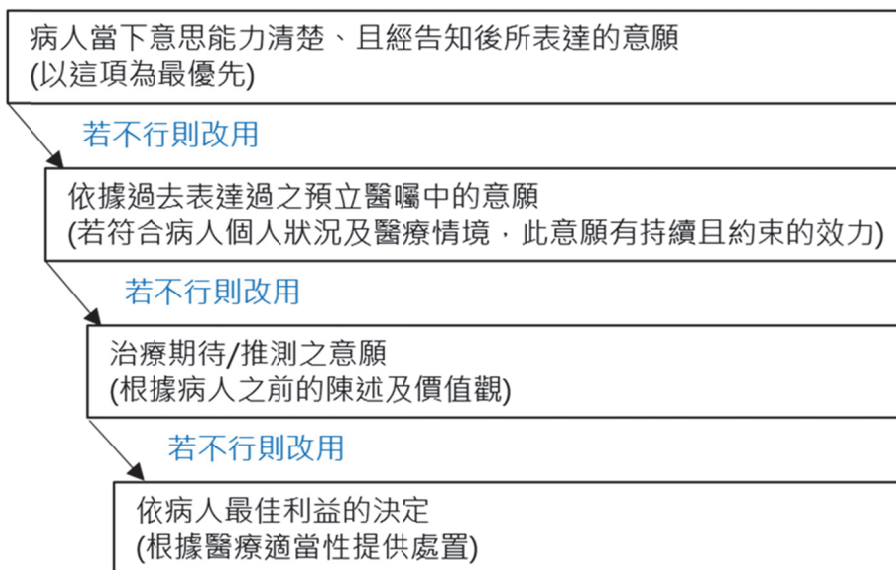 病人當下意思能力清楚、且經告知後所表達的意願
(以這項為最優先)
若不行則改用
依據過去表達過之預立醫囑中的意願
(若符合病人個人狀況及醫療情境，此意願有持續且約束的效力)
若不行則改用
治療期待/推測之意願
(根據病人之前的陳述及價值觀)
若不行則改用
依病人最佳利益的決定
(根據醫療適當性提供處置)